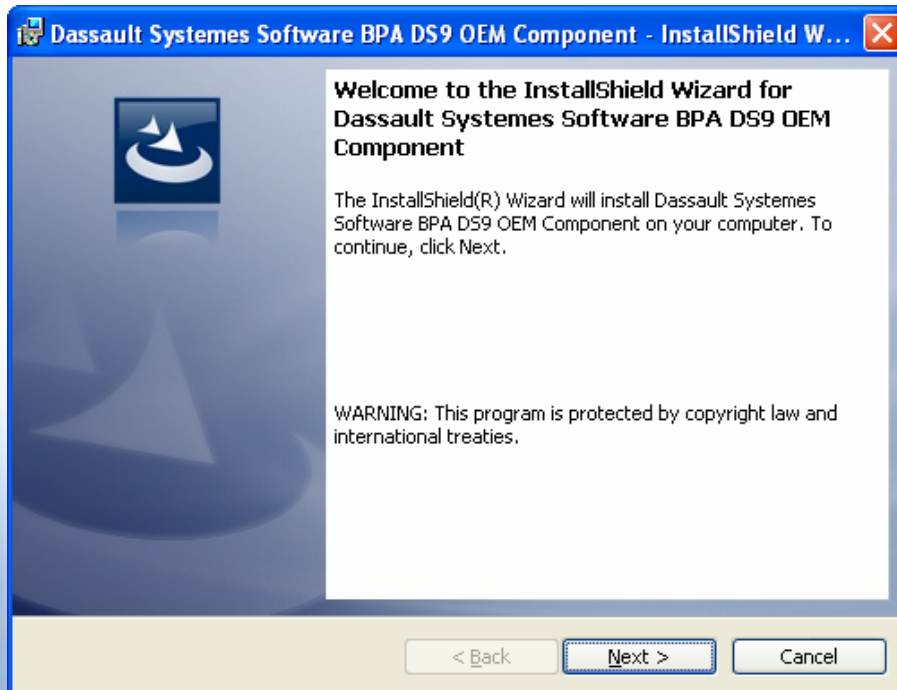 Dassault Systemes Software BPA DS9 OEM Component - InstallShield W...
Welcome to the InstallShield Wizard for
Dassault Systemes Software BPA DS9 OEM
Component
The InstallShield(R) Wizard will install Dassault Systemes
Software BPA DS9 OEM Component on your computer. To
continue, click Next.
WARNING: This program is protected by copyright law and
international treaties.
< Back
Next >
Cancel